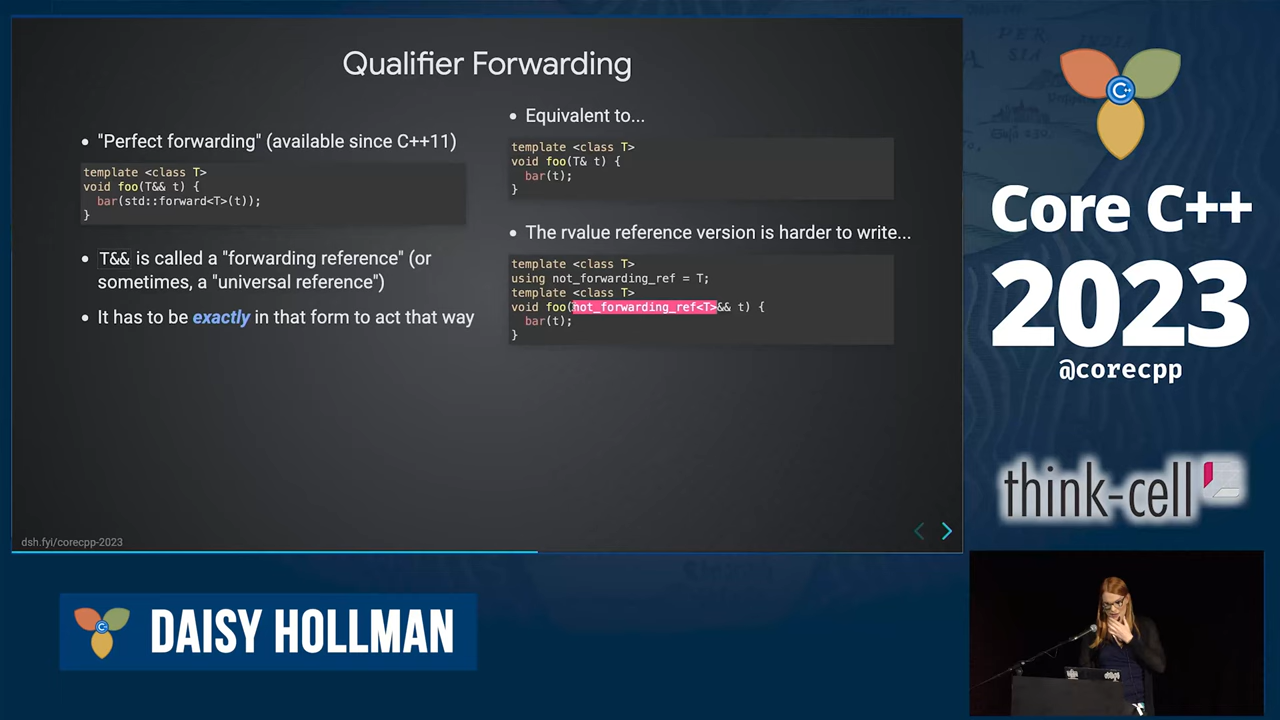 Qualifier Forwarding
• "Perfect forwarding" (available since C++11)
template <class T>
void foo(T&& t) {
  bar(std::forward<T>(t));
}
• T&& is called a "forwarding reference" (or
sometimes, a "universal reference")
• It has to be exactly in that form to act that way
• Equivalent to...
template <class T>
void foo(T& t) {
  bar(t);
}
• The rvalue reference version is harder to write...
template <class T>
using not_forwarding_ref = T;
template <class T>
void foo(not_forwarding_ref<T>&& t) {
  bar(t);
}
dsh.fyi/corecpp-2023
C++
Core C++
2023
@corecpp
think-cell
C++
DAISY HOLLMAN